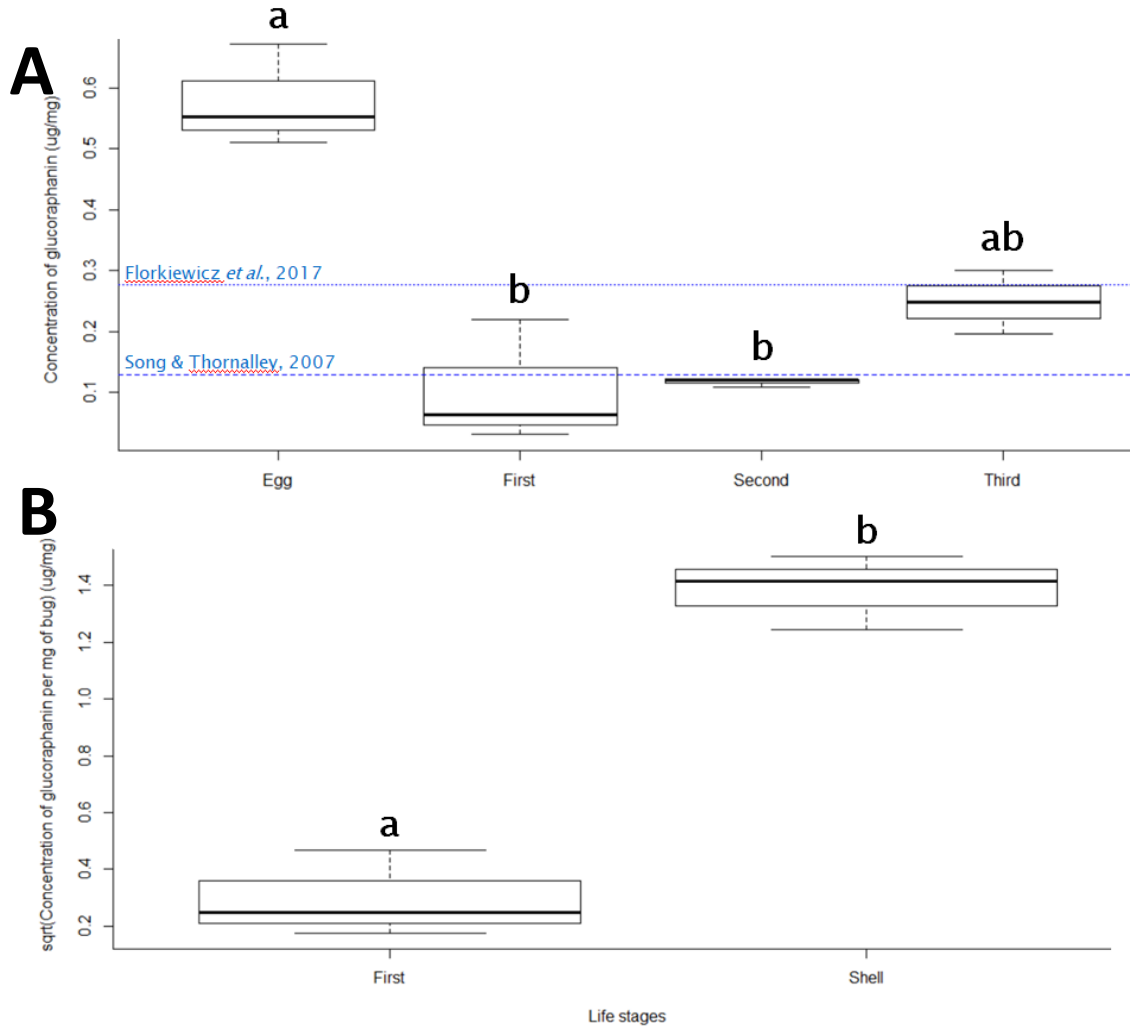 A
Concentration of glucoraphanin (ug/mg)
0.6
0.5
0.4
0.3
0.2
0.1
a
b
b
ab
Florkiewicz et al., 2017
Song & Thornalley, 2007
Egg First Second Third
B
sqrt(Concentration of glucoraphanin per mg of bug) (ug/mg)
1.4
1.2
1.0
0.8
0.6
0.4
0.2
b
a
First Shell
Life stages